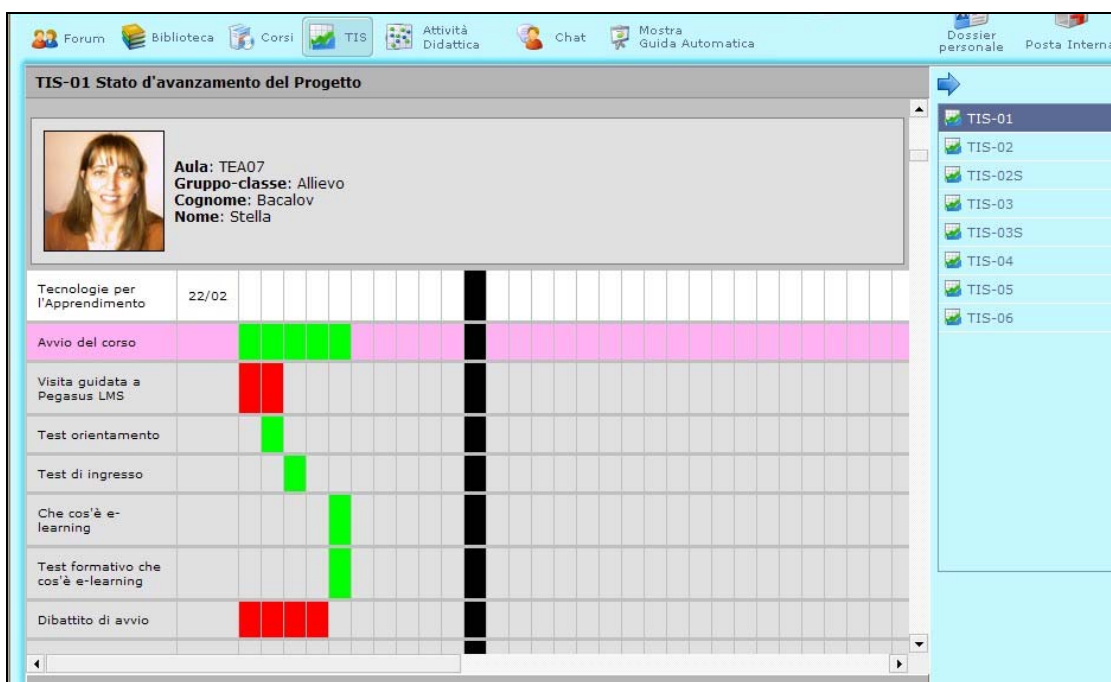 Forum
Biblioteca
Corsi
TIS
Attività
Didattica
Chat
Mostra
Guida Automatica
Dossier
personale
Posta Interna
TIS-01 Stato d'avanzamento del Progetto
Aula: TEA07
Gruppo-classe: Allievo
Cognome: Bacalov
Nome: Stella
Tecnologie per
l'Apprendimento
22/02
Avvio del corso
Visita guidata a
Pegasus LMS
Test orientamento
Test di ingresso
Che cos'è e-
learning
Test formativo che
cos'è e-learning
Dibattito di avvio
TIS-01
TIS-02
TIS-02S
TIS-03
TIS-03S
TIS-04
TIS-05
TIS-06